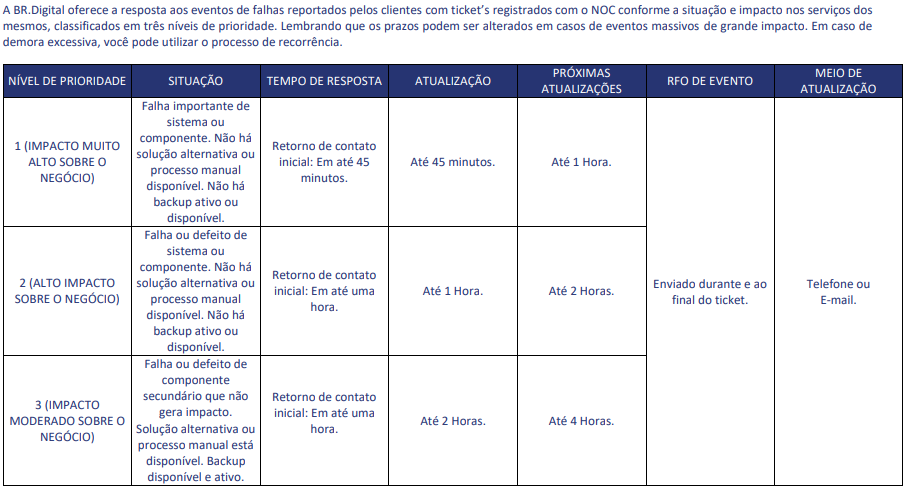 A BR.Digital oferece a resposta aos eventos de falhas reportados pelos clientes com ticket's registrados com o NOC conforme a situação e impacto nos serviços dos
mesmos, classificados em três níveis de prioridade. Lembrando que os prazos podem ser alterados em casos de eventos massivos de grande impacto. Em caso de
demora excessiva, você pode utilizar o processo de recorrência.
NÍVEL DE PRIORIDADE
SITUAÇÃO
TEMPO DE RESPOSTA
ATUALIZAÇÃO
PRÓXIMAS
ATUALIZAÇÕES
RFO DE EVENTO
MEIO DE
ATUALIZAÇÃO
1 (IMPACTO MUITO
ALTO SOBRE O
NEGÓCIO)
Falha importante de
sistema ou
componente. Não há
solução alternativa ou
processo manual
disponível. Não há
backup ativo ou
disponível.
Retorno de contato
inicial: Em até 45
minutos.
Até 45 minutos.
Até 1 Hora.
2 (ALTO IMPACTO
SOBRE O NEGÓCIO)
Falha ou defeito de
sistema ou
componente. Não há
solução alternativa ou
processo manual
disponível. Não há
backup ativo ou
disponível.
Retorno de contato
inicial: Em até uma
hora.
Até 1 Hora.
Até 2 Horas.
Enviado durante e ao
final do ticket.
Telefone ou
E-mail.
3 (IMPACTO
MODERADO SOBRE O
NEGÓCIO)
Falha ou defeito de
componente
secundário que não
gera impacto.
Solução alternativa ou
processo manual está
disponível. Backup
disponível e ativo.
Retorno de contato
inicial: Em até uma
hora.
Até 2 Horas.
Até 4 Horas.